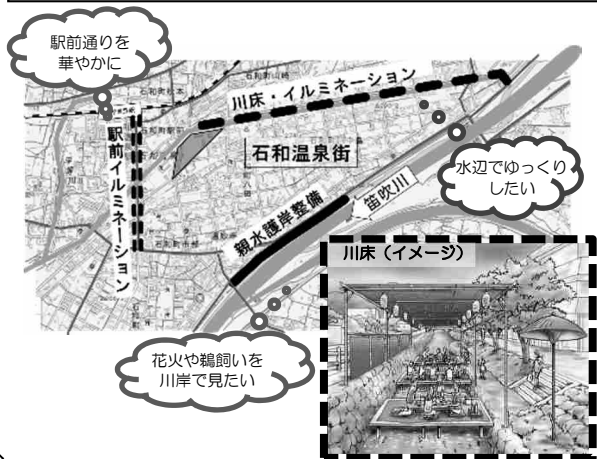 駅前通りを
華やかに
川床・イルミネーション
駅前イルミネーション
石和温泉街
水辺でゆっくり
したい
笛吹川
親水護岸整備
川床（イメージ）
花火や鵜飼いを
川岸で見たい